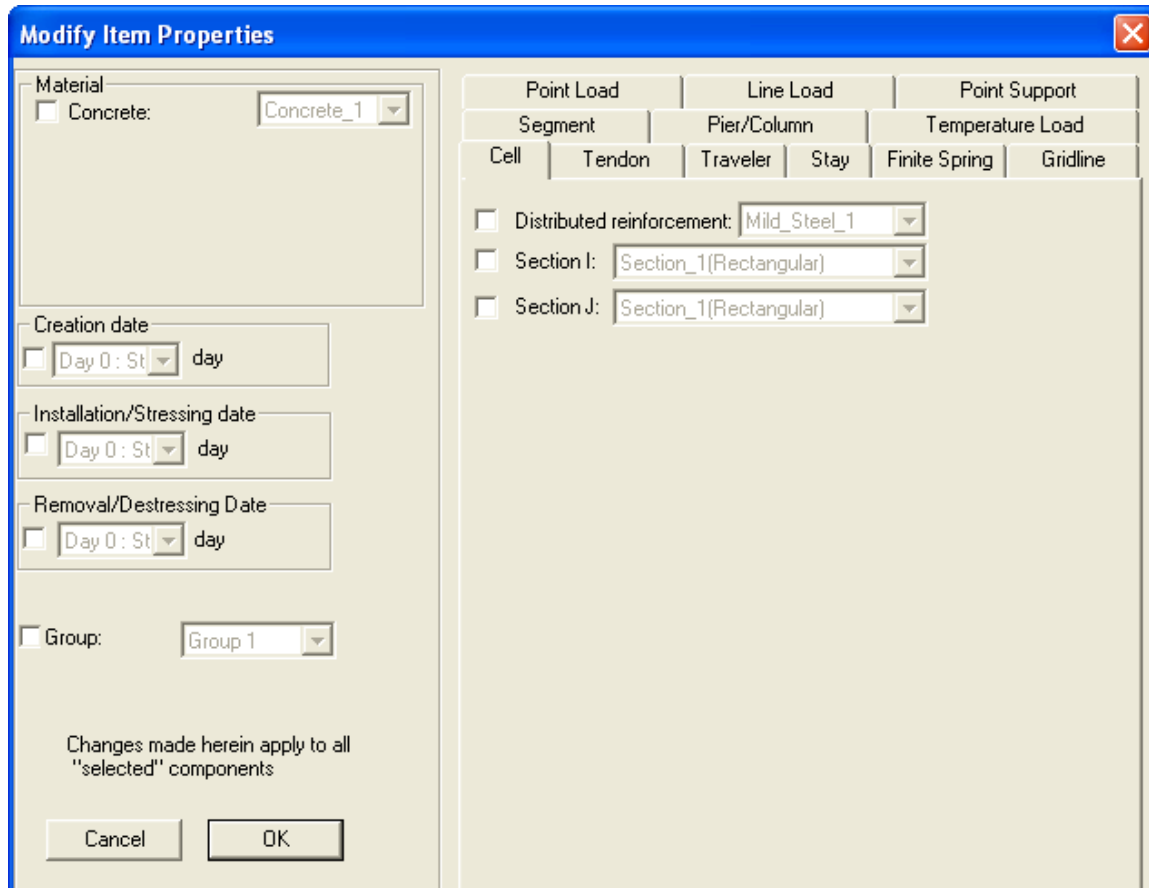 Modify Item Properties
Material
Concrete: Concrete_1
Creation date
Day 0 : St day
Installation/Stressing date
Day 0 : St day
Removal/Destressing Date
Day 0 : St day
Group: Group 1
Changes made herein apply to all
"selected" components
Cancel OK
Point Load Line Load Point Support
Segment Pier/Column Temperature Load
Cell Tendon Traveler Stay Finite Spring Gridline
Distributed reinforcement: Mild_Steel_1
Section I: Section_1(Rectangular)
Section J: Section_1(Rectangular)